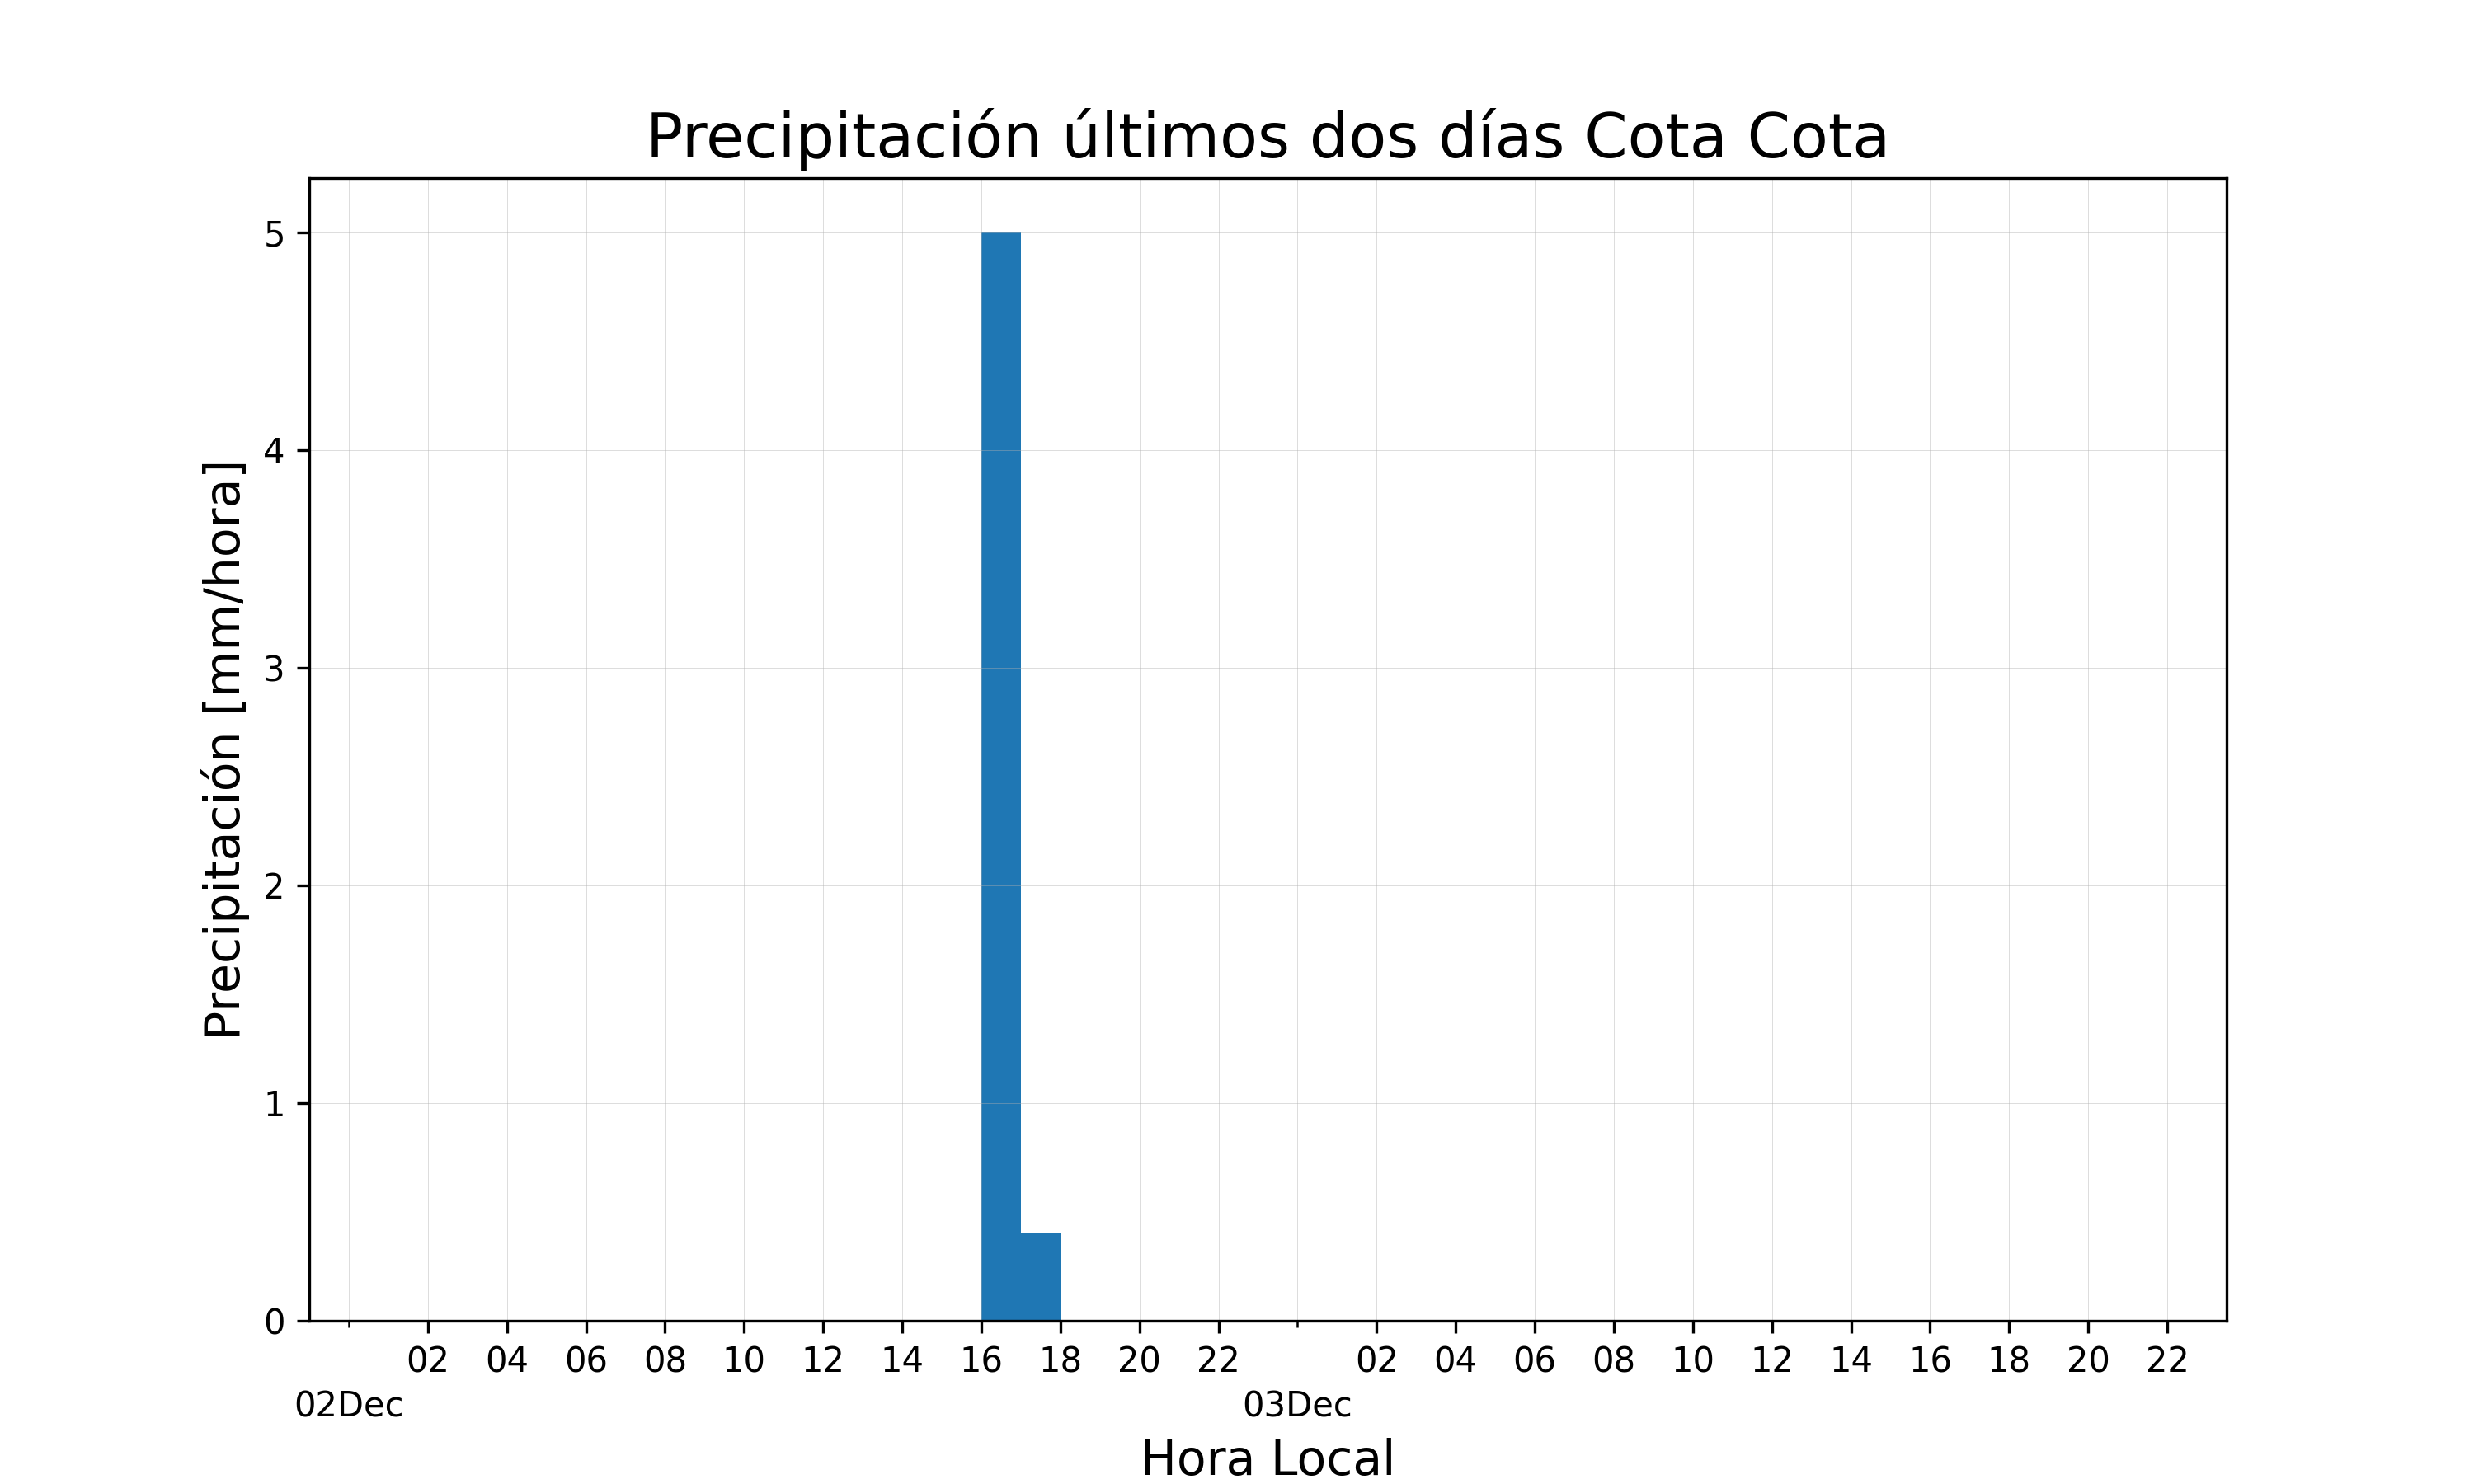 Precipitación últimos dos días Cota Cota
Precipitación [mm/hora]
5
4
3
2
1
0
02 04 06 08 10 12 14 16 18 20 22 02 04 06 08 10 12 14 16 18 20 22
02Dec 03Dec
Hora Local